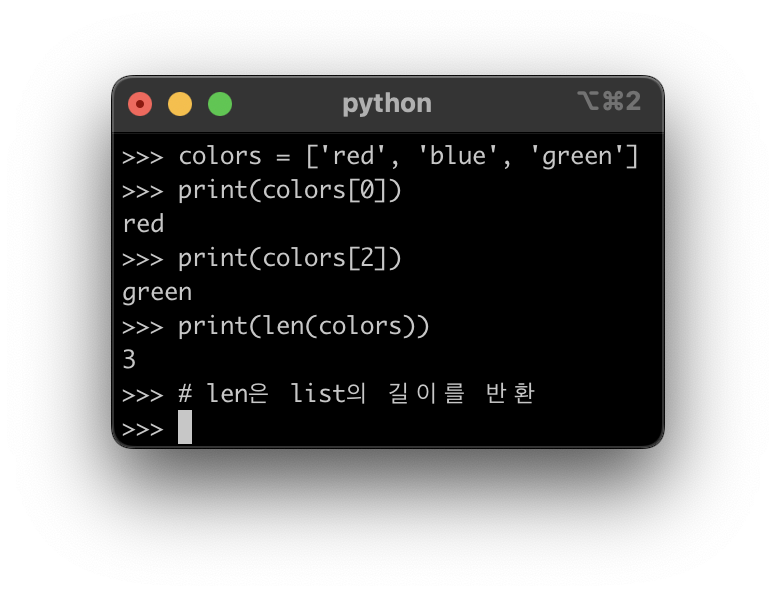 python ⌥⌘2
>>> colors = ['red', 'blue', 'green']
>>> print(colors[0])
red
>>> print(colors[2])
green
>>> print(len(colors))
3
>>> # len은 list의 길이를 반환
>>>